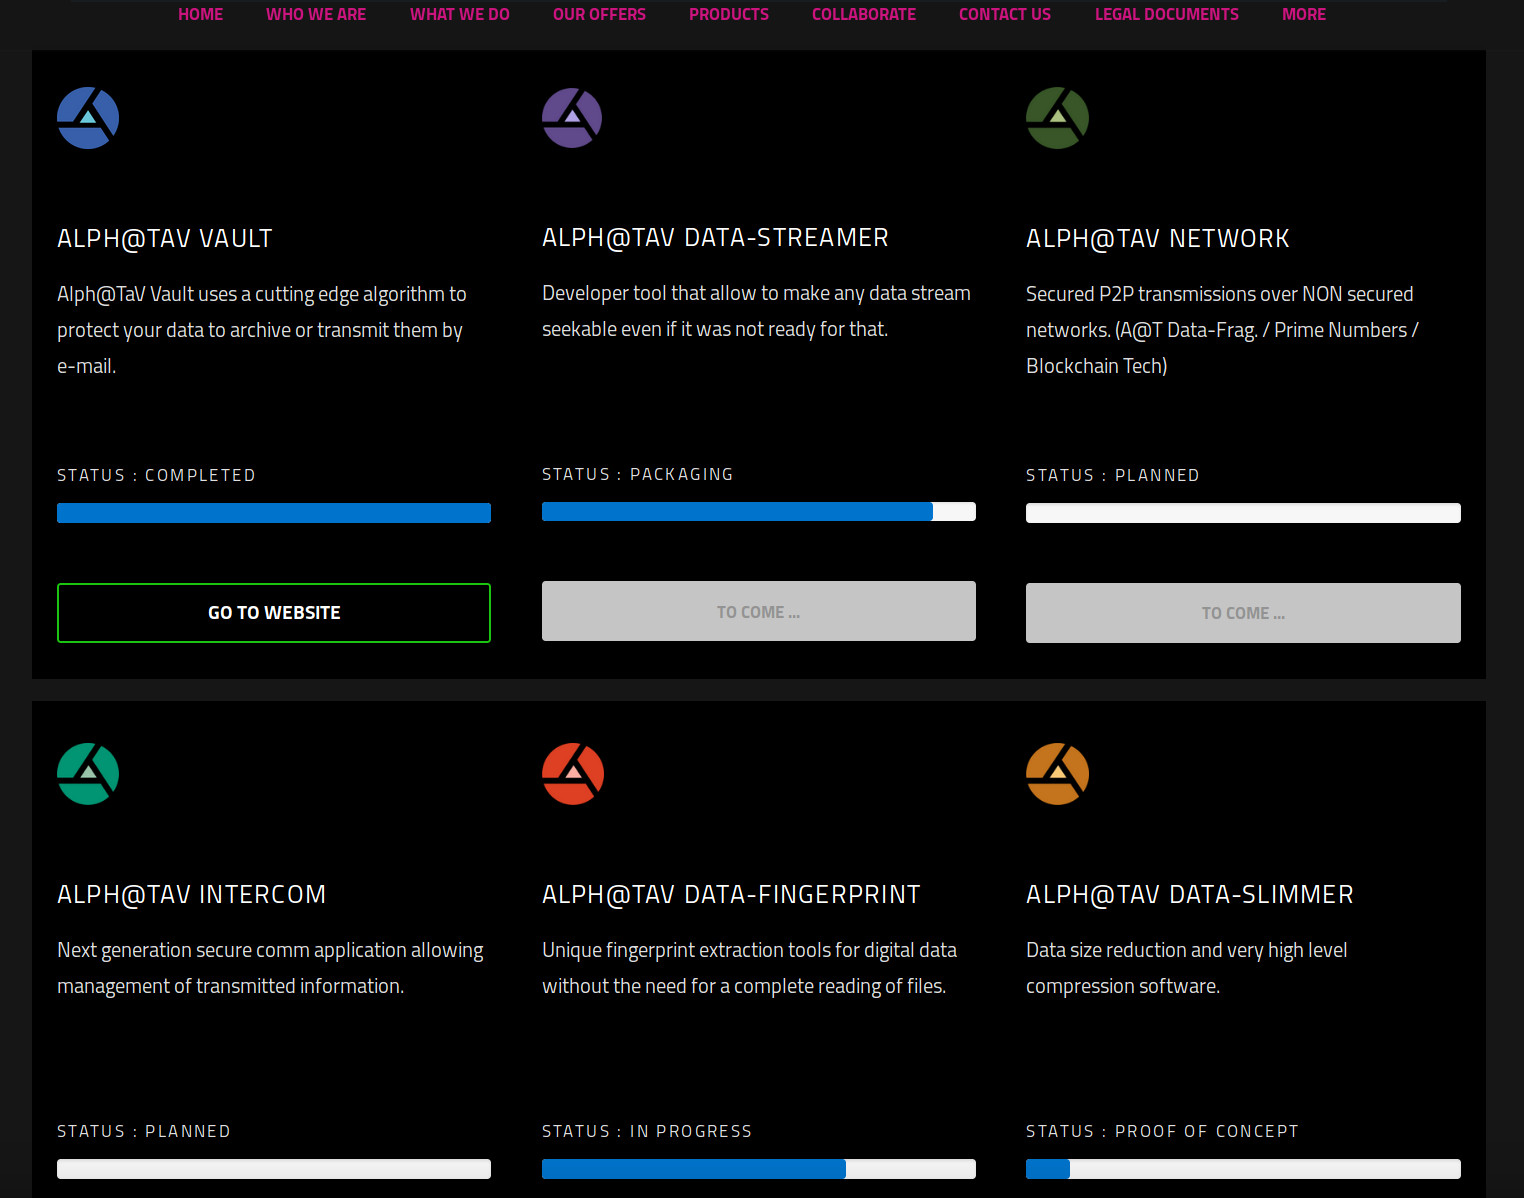 HOME WHO WE ARE WHAT WE DO OUR OFFERS PRODUCTS COLLABORATE CONTACT US LEGAL DOCUMENTS MORE
ALPH@TAV VAULT
Alph@TaV Vault uses a cutting edge algorithm to
protect your data to archive or transmit them by
e-mail.
STATUS : COMPLETED
GO TO WEBSITE
ALPH@TAV DATA-STREAMER
Developer tool that allow to make any data stream
seekable even if it was not ready for that.
STATUS : PACKAGING
TO COME ...
ALPH@TAV NETWORK
Secured P2P transmissions over NON secured
networks. (A@T Data-Frag. / Prime Numbers /
Blockchain Tech)
STATUS : PLANNED
TO COME ...
ALPH@TAV INTERCOM
Next generation secure comm application allowing
management of transmitted information.
STATUS : PLANNED
ALPH@TAV DATA-FINGERPRINT
Unique fingerprint extraction tools for digital data
without the need for a complete reading of files.
STATUS : IN PROGRESS
ALPH@TAV DATA-SLIMMER
Data size reduction and very high level
compression software.
STATUS : PROOF OF CONCEPT